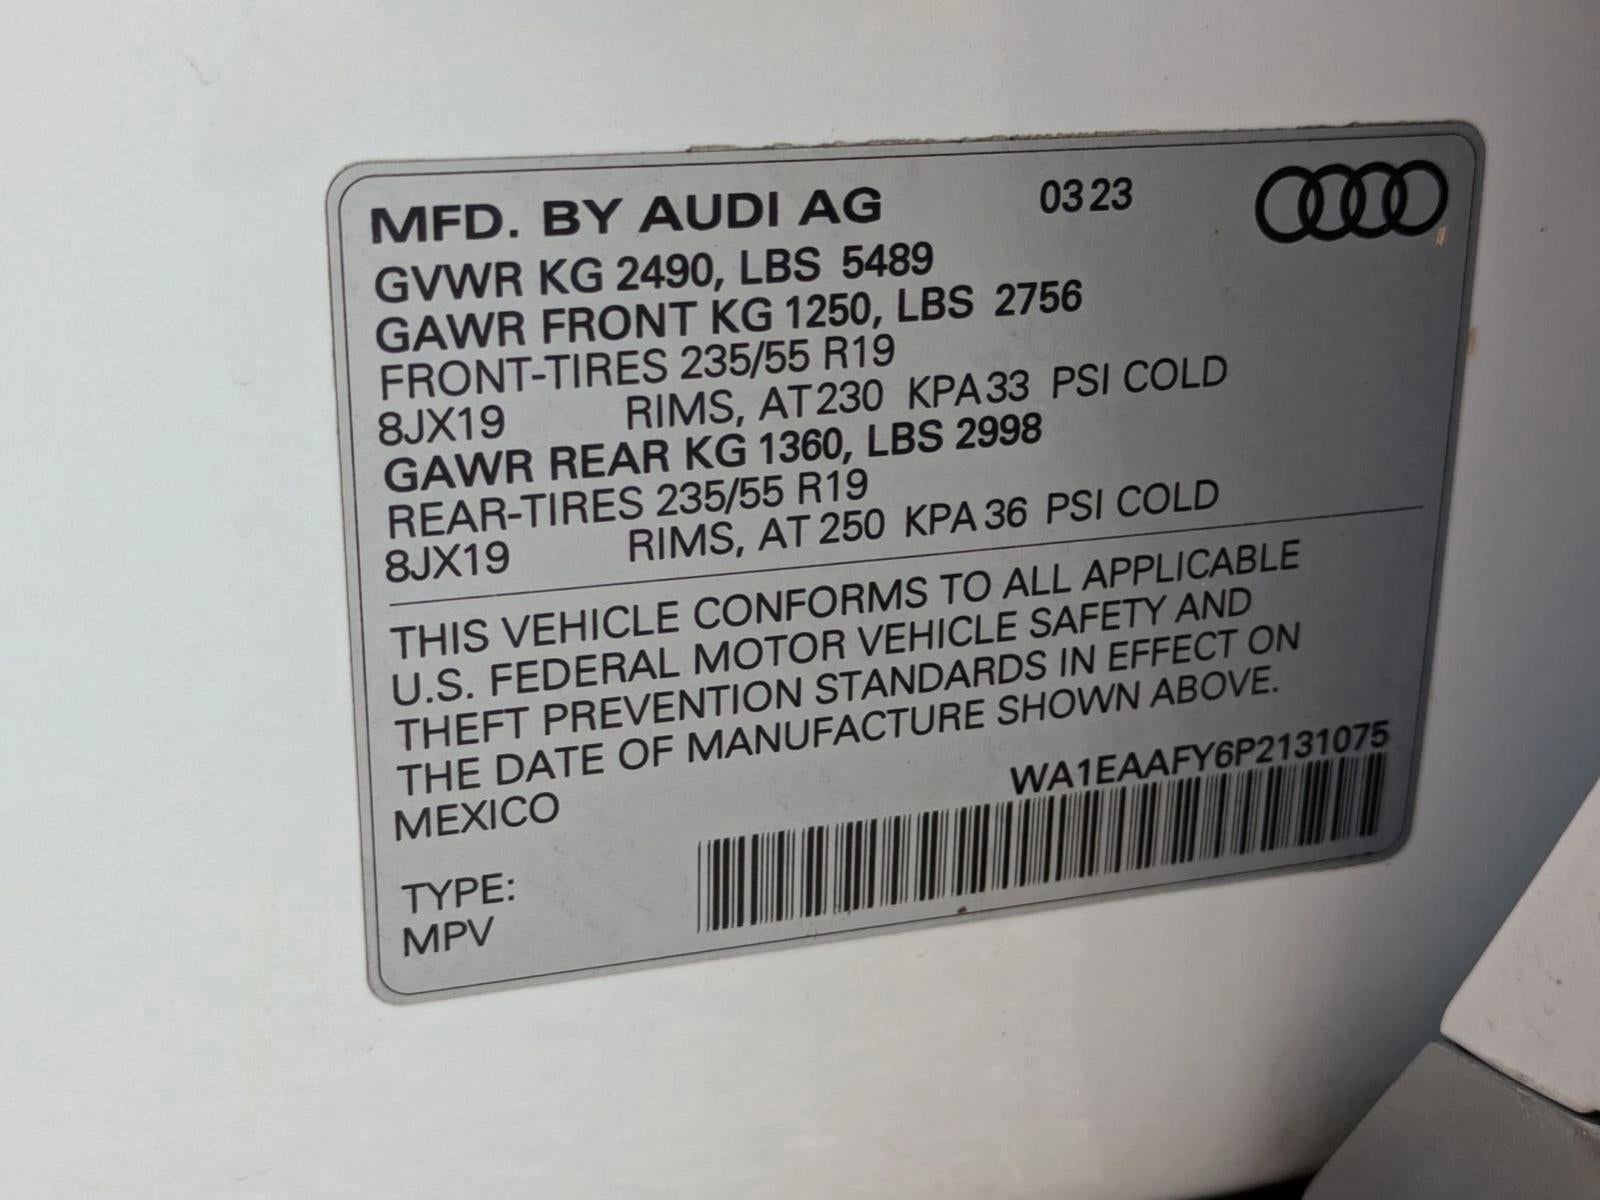 MFD. BY AUDI AG 03 23
GVWR KG 2490, LBS 5489
GAWR FRONT KG 1250, LBS 2756
FRONT-TIRES 235/55 R19
8JX19 RIMS, AT 230 KPA 33 PSI COLD
GAWR REAR KG 1360, LBS 2998
REAR-TIRES 235/55 R19
8JX19 RIMS, AT 250 KPA 36 PSI COLD
THIS VEHICLE CONFORMS TO ALL APPLICABLE
U.S. FEDERAL MOTOR VEHICLE SAFETY AND
THEFT PREVENTION STANDARDS IN EFFECT ON
THE DATE OF MANUFACTURE SHOWN ABOVE.
MEXICO
WA1EAAFY6P2131075
TYPE:
MPV